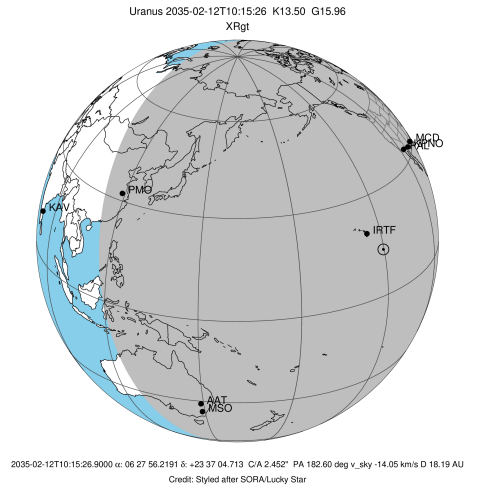 Uranus 2035-02-12T10:15:26 K13.50 G15.96
XRgt
MCD
KAV
PMO
IRTF
AAT
MSO
2035-02-12T10:15:26.9000 α: 06 27 56.2191 δ: +23 37 04.713 C/A 2.452" PA 182.60 deg v_sky -14.05 km/s D 18.19 AU
Credit: Styled after SORA/Lucky Star